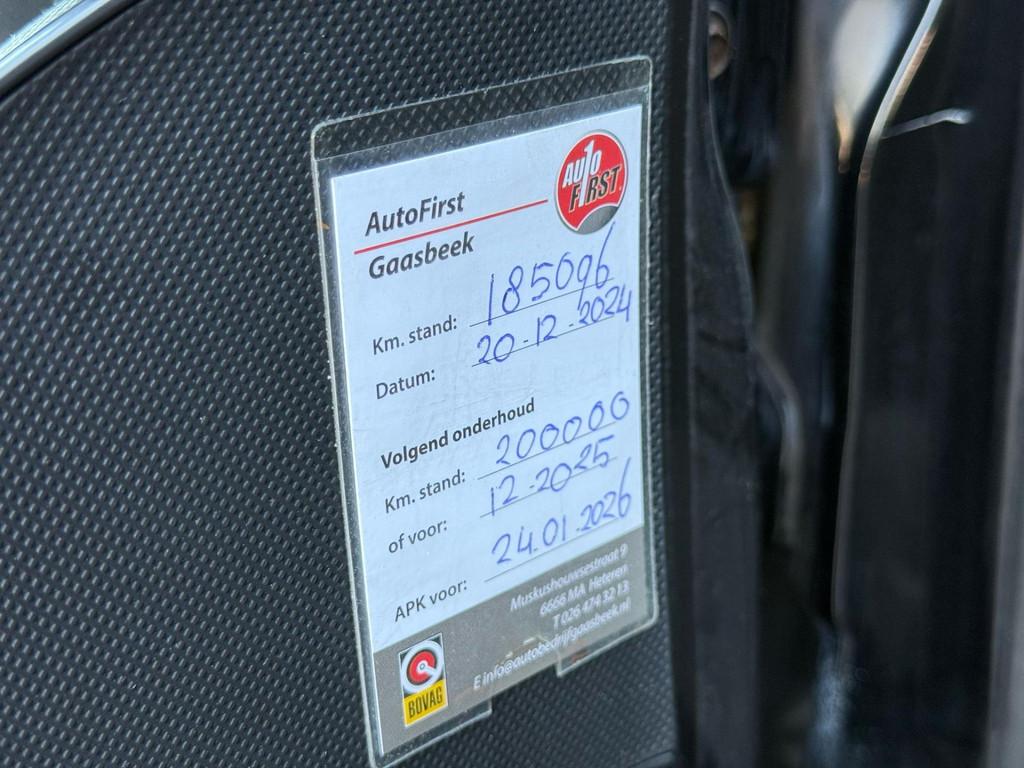 AutoFirst
Gaasbeek
AUTO
FIRST
Km. stand: 185096
Datum: 20-12-2024
Volgend onderhoud
Km. stand: 200000
of voor: 12-2025
APK voor: 24.01.2026
Muskushouwsestraat 9
6666 MA Heteren
T 026 474 32 13
E info@autobedrijfgaasbeek.nl
BOVAG